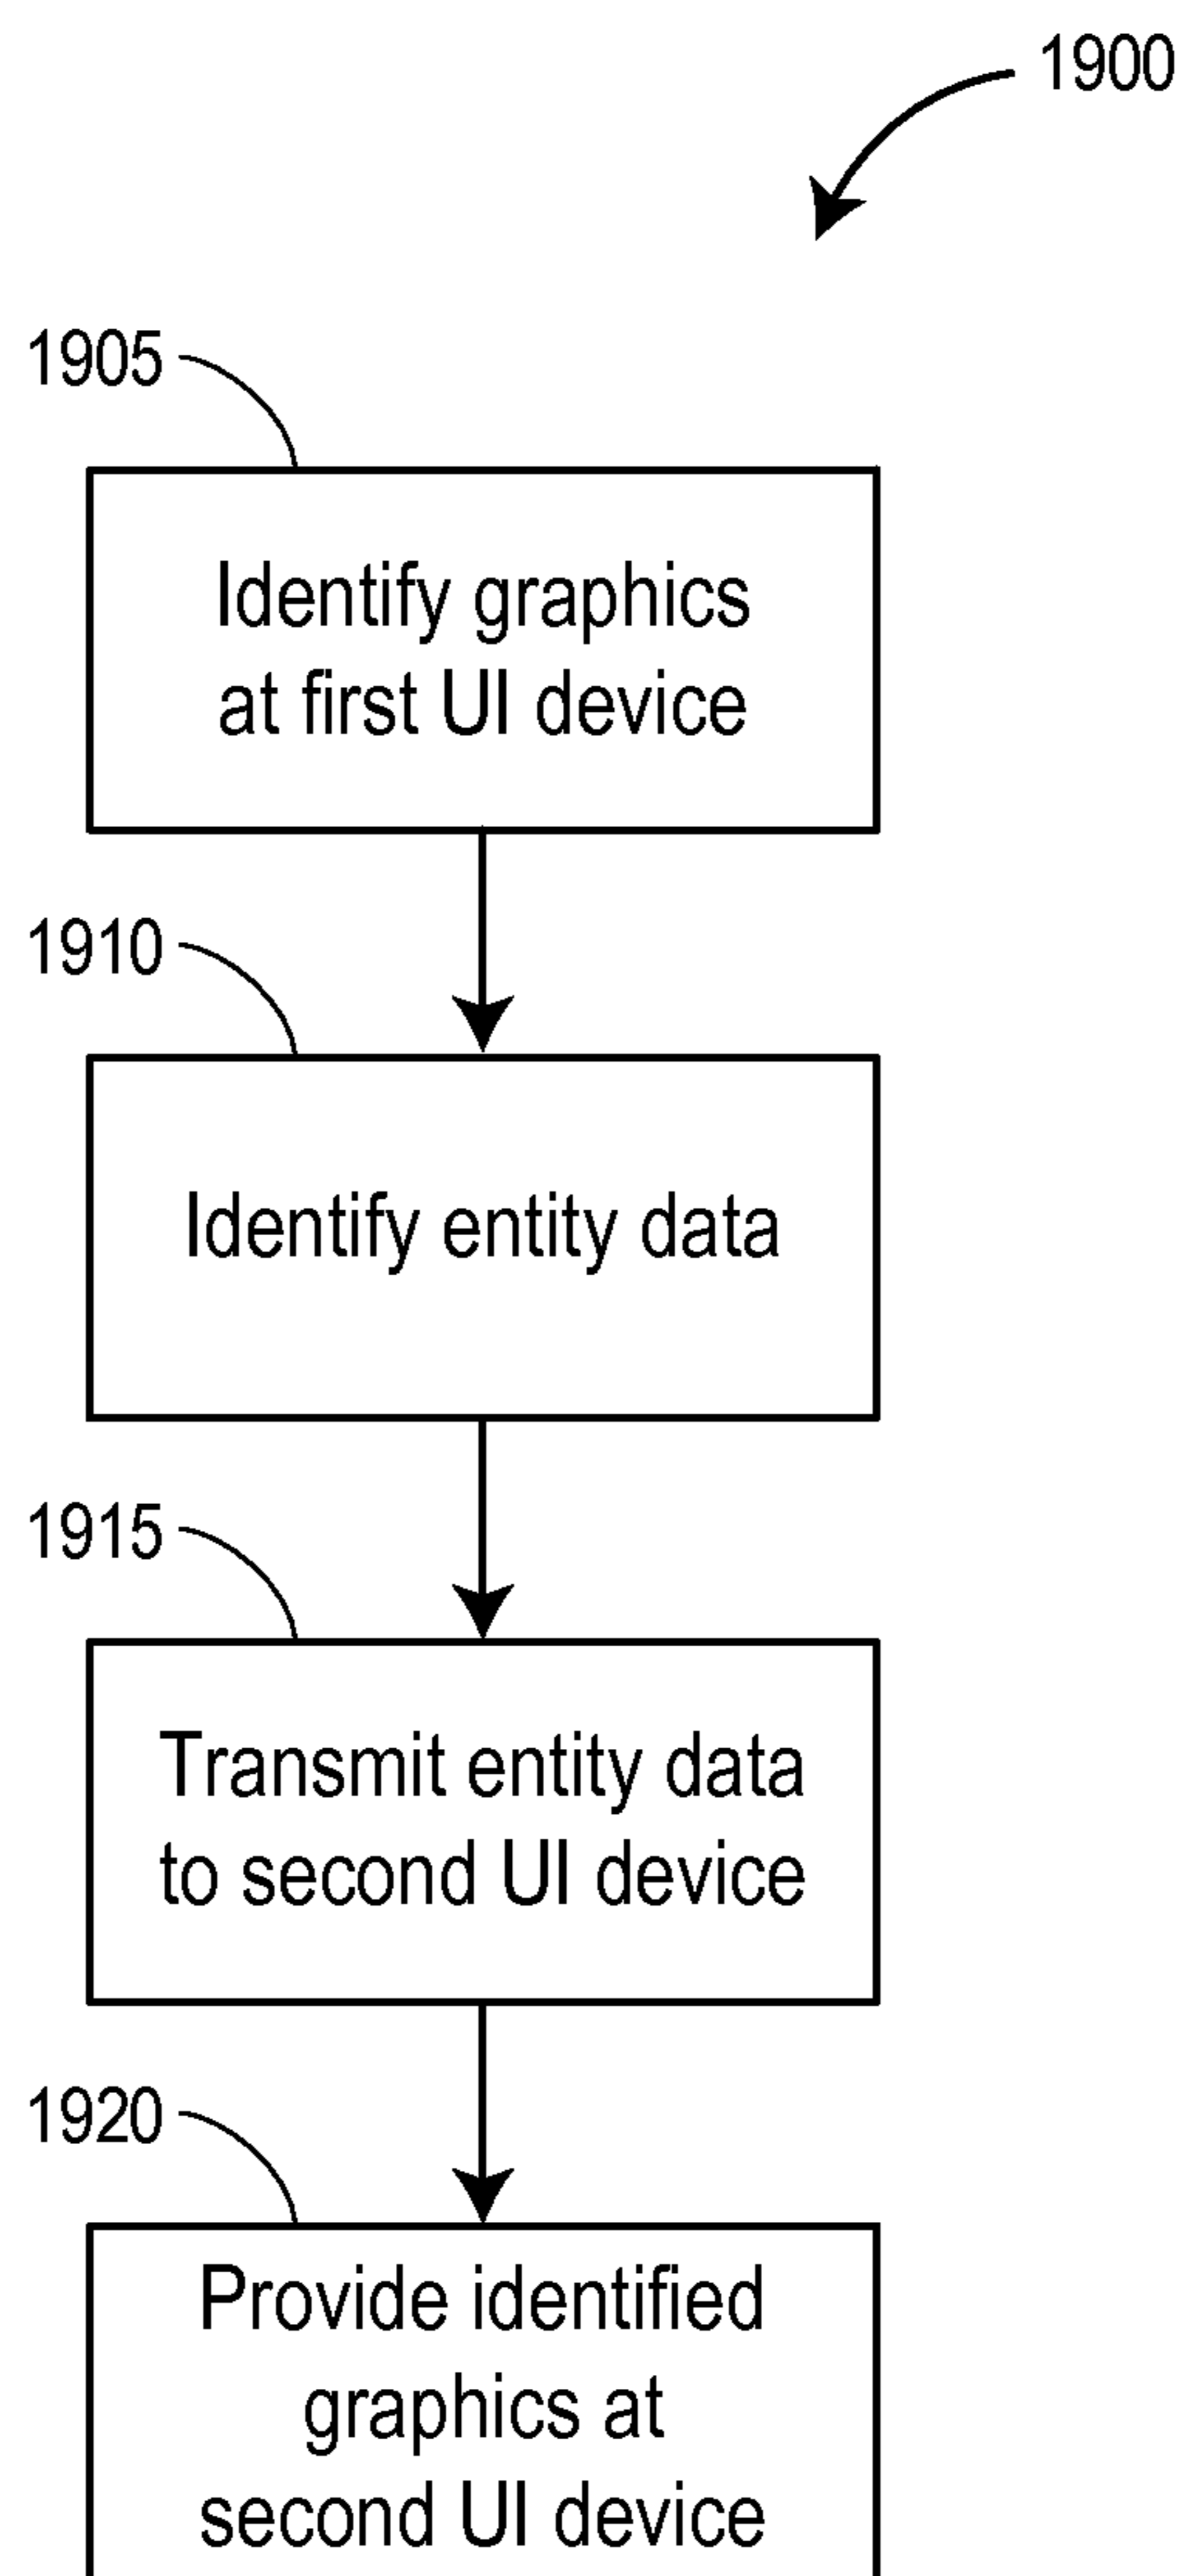 1900
1905
Identify graphics
at first UI device
1910
Identify entity data
1915
Transmit entity data
to second UI device
1920
Provide identified
graphics at
second UI device